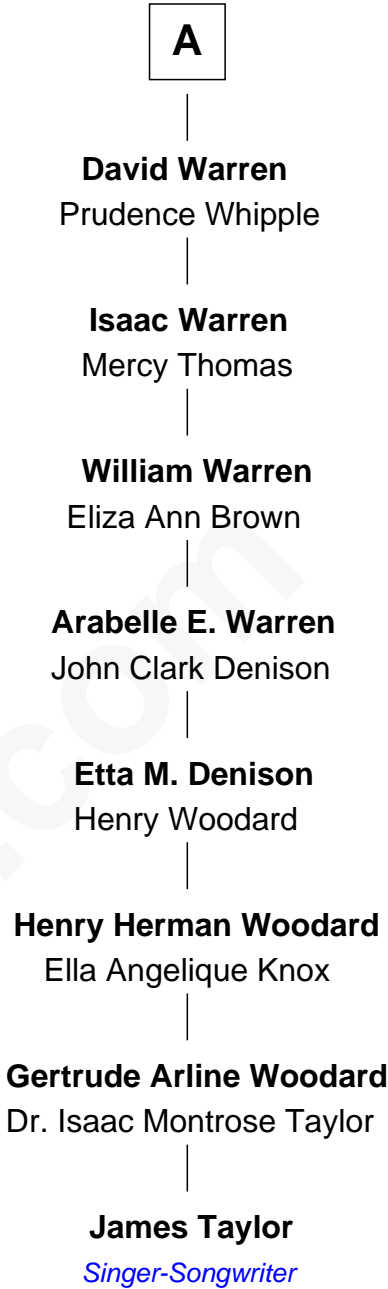 A
David Warren
Prudence Whipple
Isaac Warren
Mercy Thomas
William Warren
Eliza Ann Brown
Arabelle E. Warren
John Clark Denison
Etta M. Denison
Henry Woodard
Henry Herman Woodard
Ella Angelique Knox
Gertrude Arline Woodard
Dr. Isaac Montrose Taylor
James Taylor
Singer-Songwriter
.com